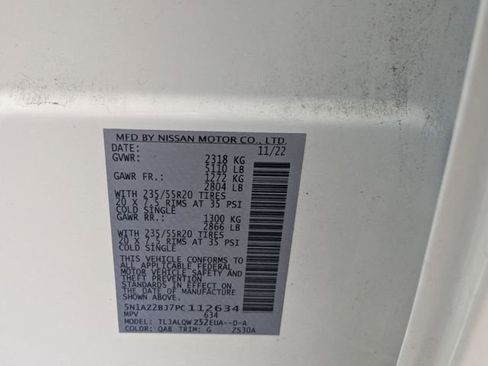 MFD BY NISSAN MOTOR CO., LTD.
DATE: 11/22
GVWR: 2318 KG
5110 LB
GAWR FR.: 1272 KG
2804 LB
WITH 235/55R20 TIRES
20 X 7.5 RIMS AT 35 PSI
COLD SINGLE
GAWR RR.: 1300 KG
2866 LB
WITH 235/55R20 TIRES
20 X 7.5 RIMS AT 35 PSI
COLD SINGLE
THIS VEHICLE CONFORMS TO ALL
APPLICABLE FEDERAL
MOTOR VEHICLE SAFETY AND
THEFT PREVENTION
STANDARDS IN EFFECT ON THE
DATE OF MANUFACTURE
SHOWN ABOVE.
5N1AZ2BJ7PC112634
MPV 634
MODEL: TLJALQWZ52EUA--D-A
COLOR: QAB TRIM: G Z530A